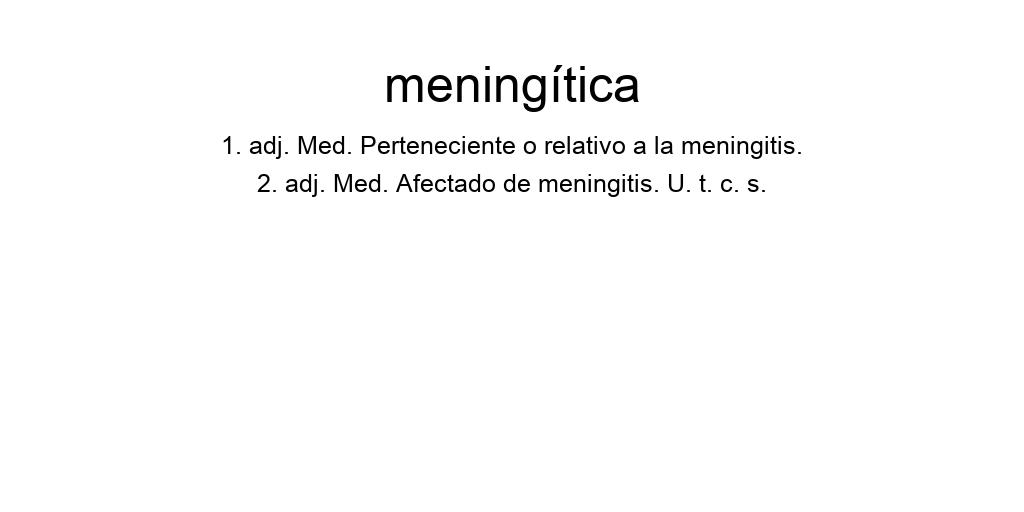 meningítica
1. adj. Med. Perteneciente o relativo a la meningitis.
2. adj. Med. Afectado de meningitis. U. t. c. s.